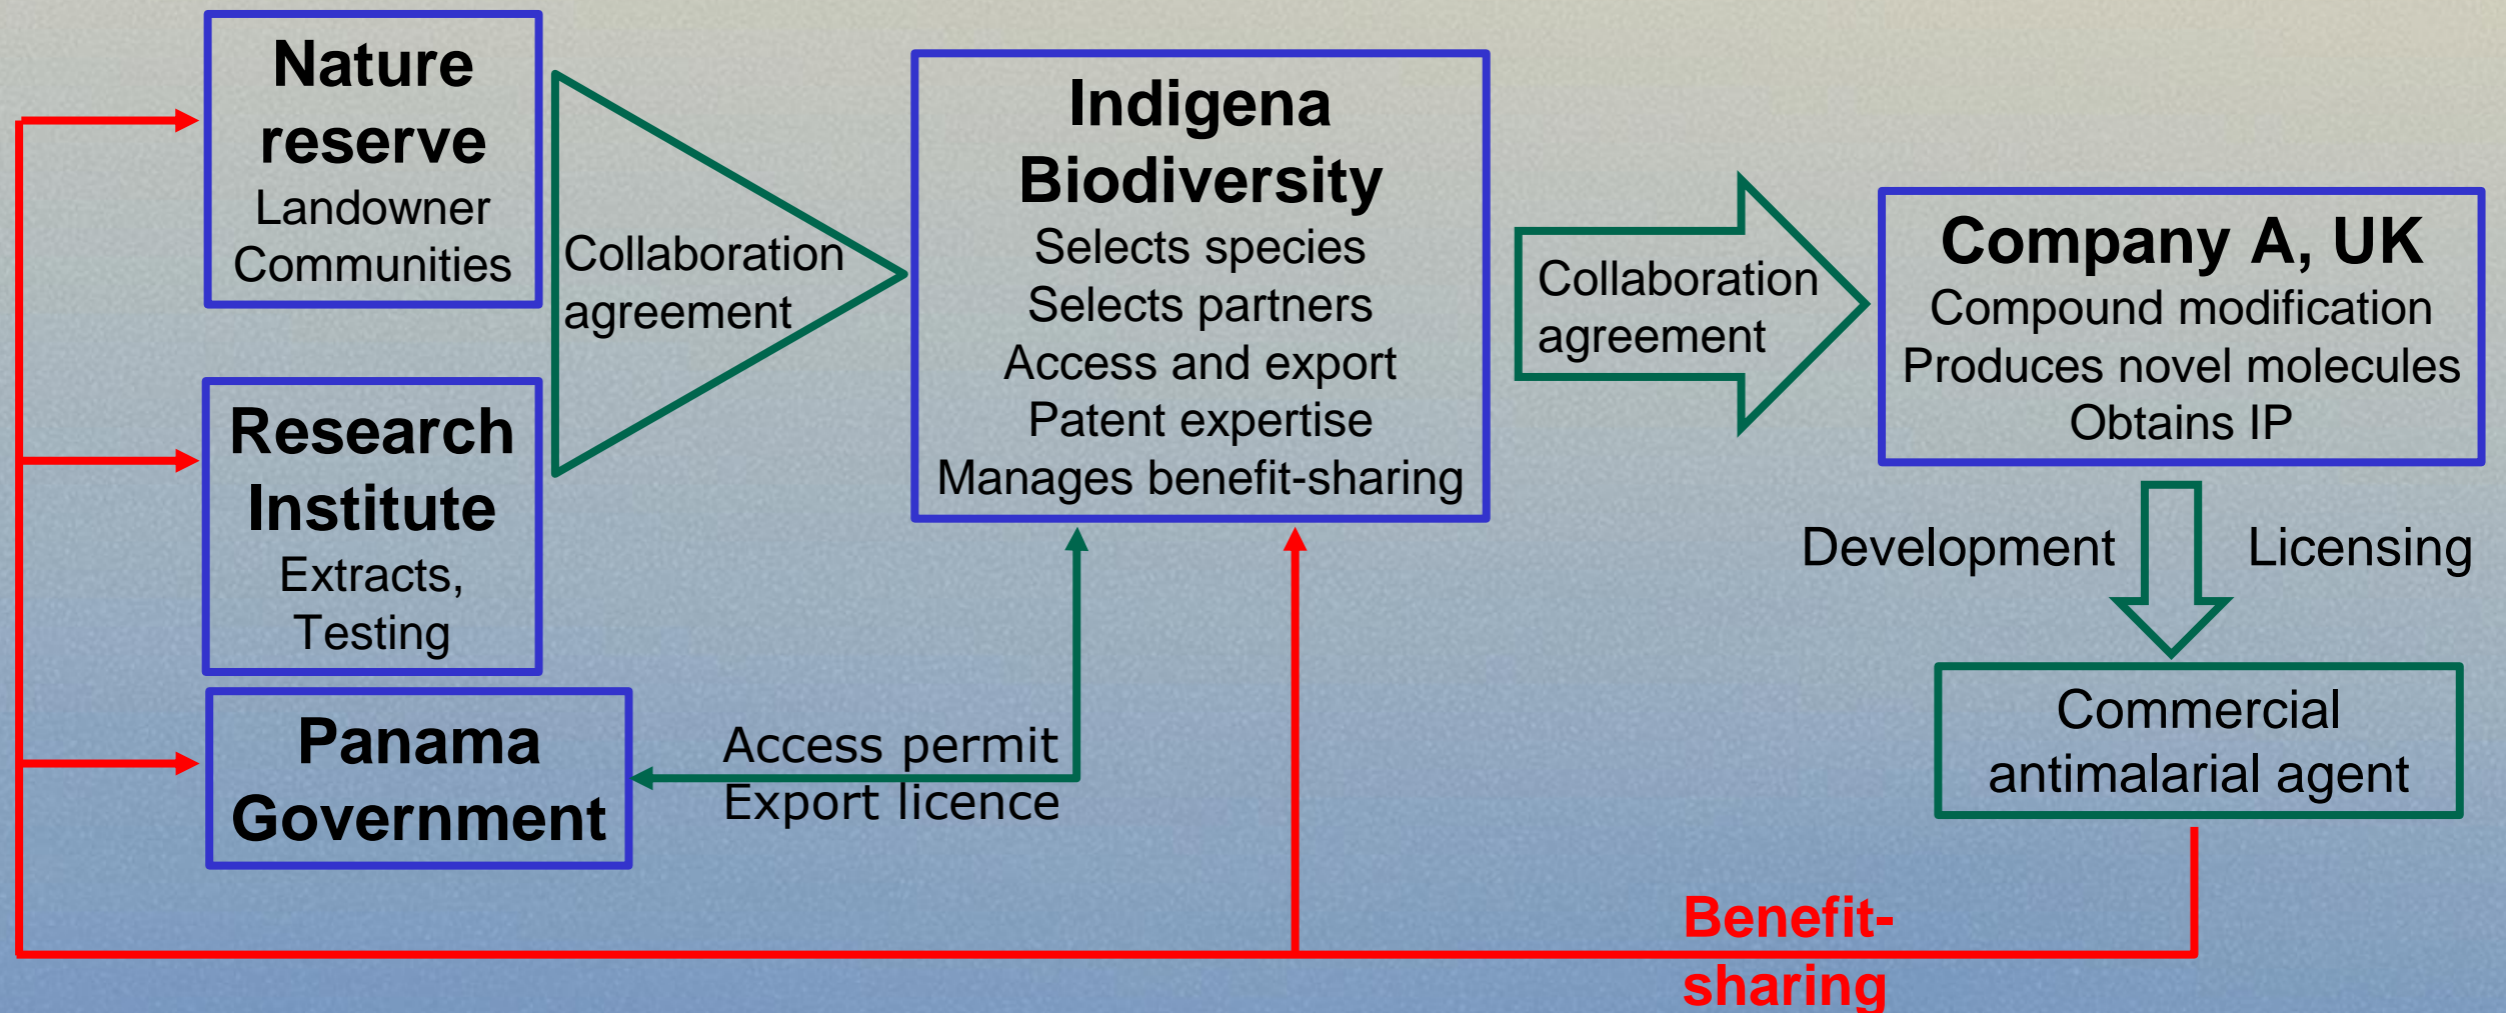 Nature
reserve
Landowner
Communities
Collaboration
agreement
Research
Institute
Extracts,
Testing
Panama
Government
Access permit
Export licence
Indigena
Biodiversity
Selects species
Selects partners
Access and export
Patent expertise
Manages benefit-sharing
Collaboration
agreement
Company A, UK
Compound modification
Produces novel molecules
Obtains IP
Development
Licensing
Commercial
antimalarial agent
Benefit-
sharing